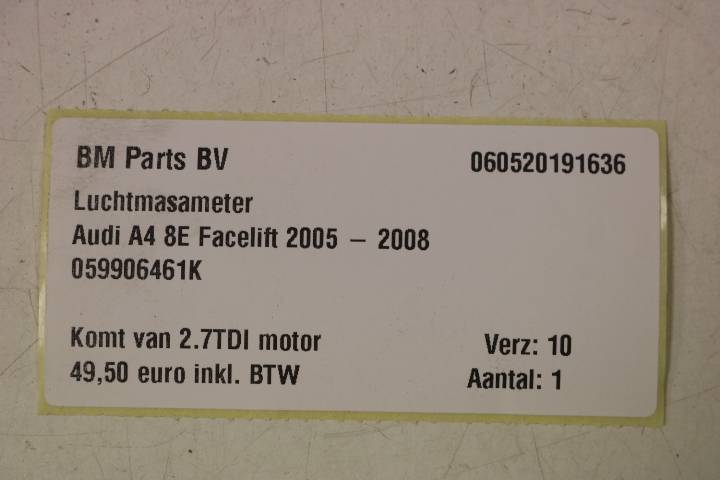 BM Parts BV 060520191636
Luchtmasameter
Audi A4 8E Facelift 2005 – 2008
059906461K
Komt van 2.7TDI motor Verz: 10
49,50 euro inkl. BTW Aantal: 1